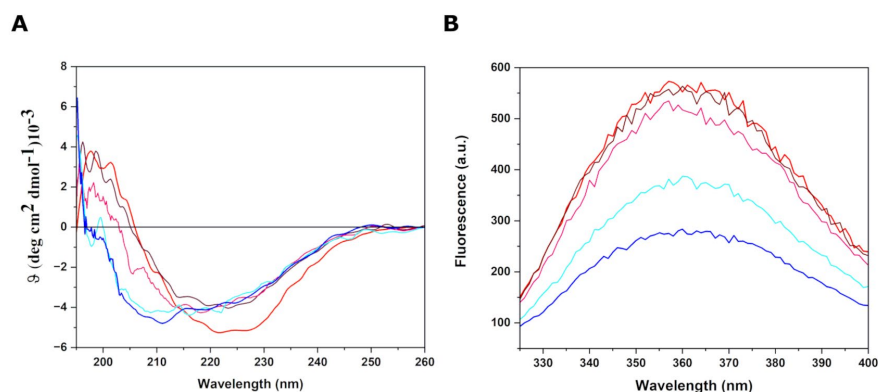 A
ϑ (deg cm² dmol⁻¹)10⁻³
8
6
4
2
0
−2
−4
−6
200 210 220 230 240 250 260
Wavelength (nm)
B
Fluorescence (a.u.)
600
500
400
300
200
100
330 340 350 360 370 380 390 400
Wavelength (nm)